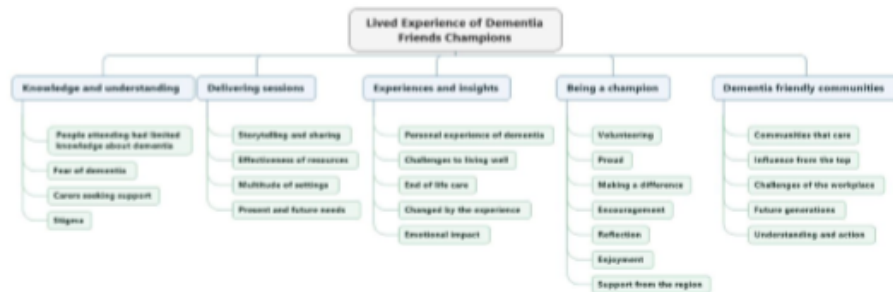 Lived Experience of Dementia
Friends Champions
Knowledge and understanding
People attending had limited
knowledge about dementia
Fear of dementia
Carers seeking support
Stigma
Delivering sessions
Storytelling and sharing
Effectiveness of resources
Multitude of settings
Present and future needs
Experiences and insights
Personal experience of dementia
Challenges to living well
End of life care
Changed by the experience
Emotional impact
Being a champion
Volunteering
Proud
Making a difference
Encouragement
Reflection
Enjoyment
Support from the region
Dementia friendly communities
Communities that care
Influence from the top
Challenges of the workplace
Future generations
Understanding and action